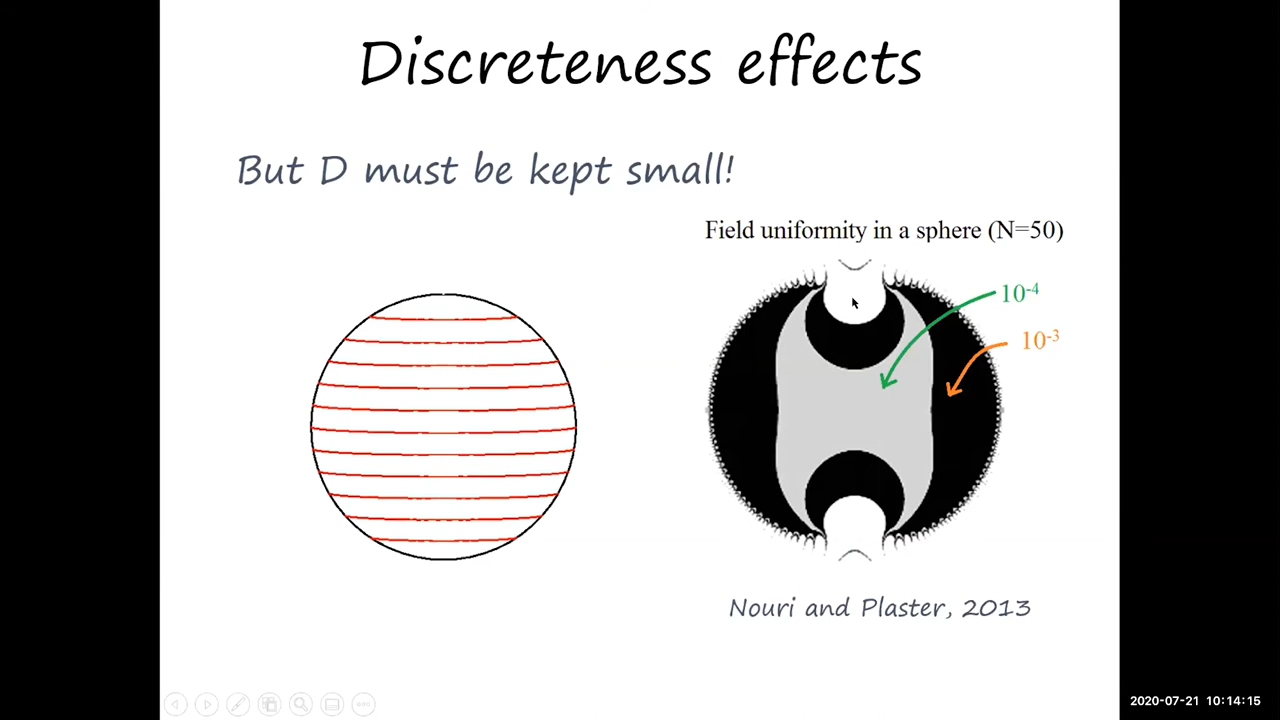 Discreteness effects
But D must be kept small!
Field uniformity in a sphere (N=50)
10⁻⁴
10⁻³
Nouri and Plaster, 2013
2020-07-21 10:14:15